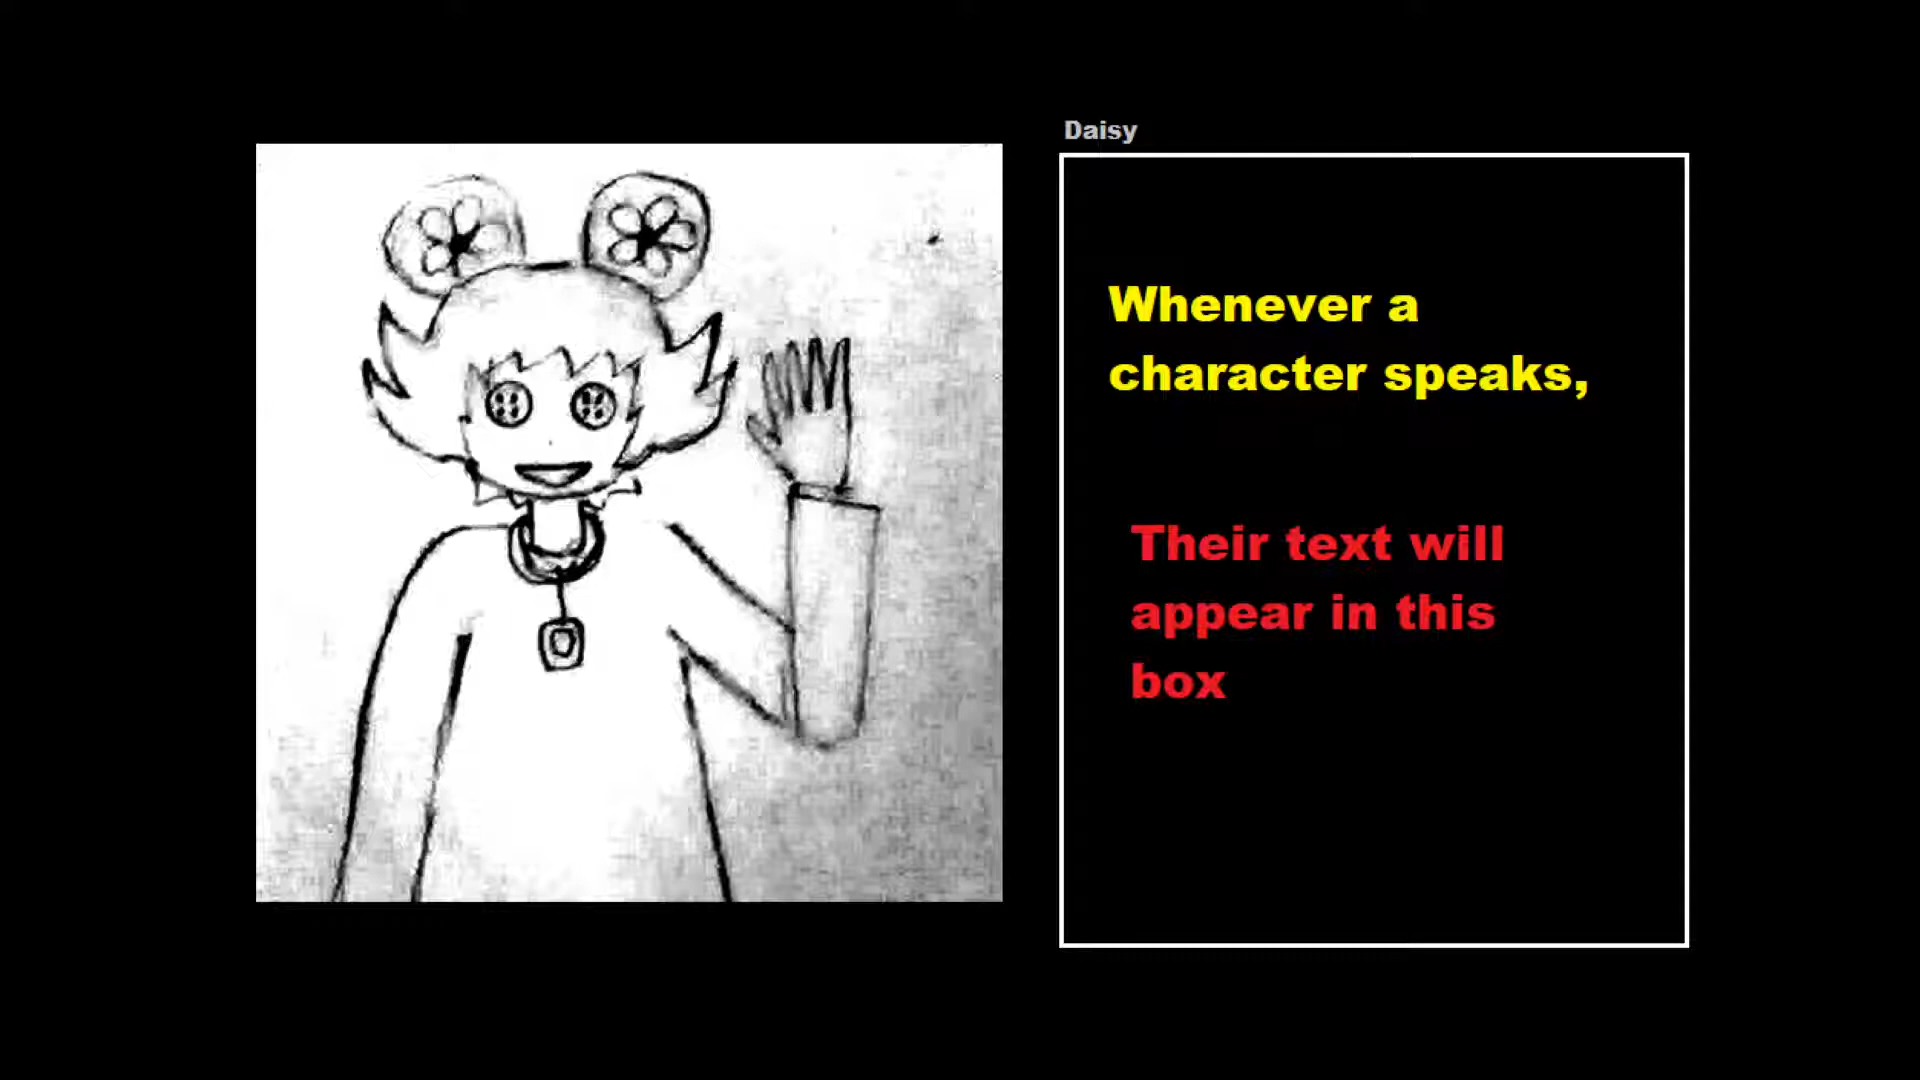 Daisy
Whenever a
character speaks,
Their text will
appear in this
box